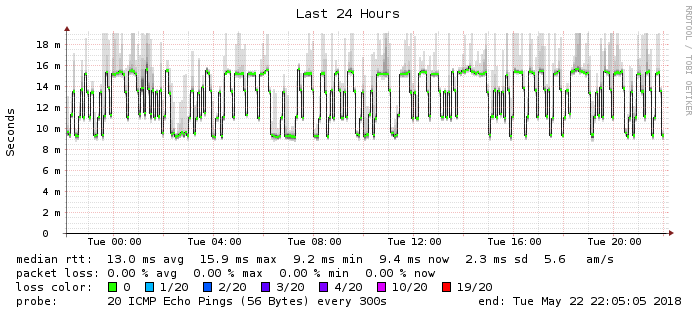 Last 24 Hours
RRDTOOL / TOBI OETIKER
Seconds
18 m
16 m
14 m
12 m
10 m
8 m
6 m
4 m
2 m
0
Tue 00:00 Tue 04:00 Tue 08:00 Tue 12:00 Tue 16:00 Tue 20:00
median rtt: 13.0 ms avg 15.9 ms max 9.2 ms min 9.4 ms now 2.3 ms sd 5.6 am/s
packet loss: 0.00 % avg 0.00 % max 0.00 % min 0.00 % now
loss color: 0 1/20 2/20 3/20 4/20 10/20 19/20
probe: 20 ICMP Echo Pings (56 Bytes) every 300s end: Tue May 22 22:05:05 2018